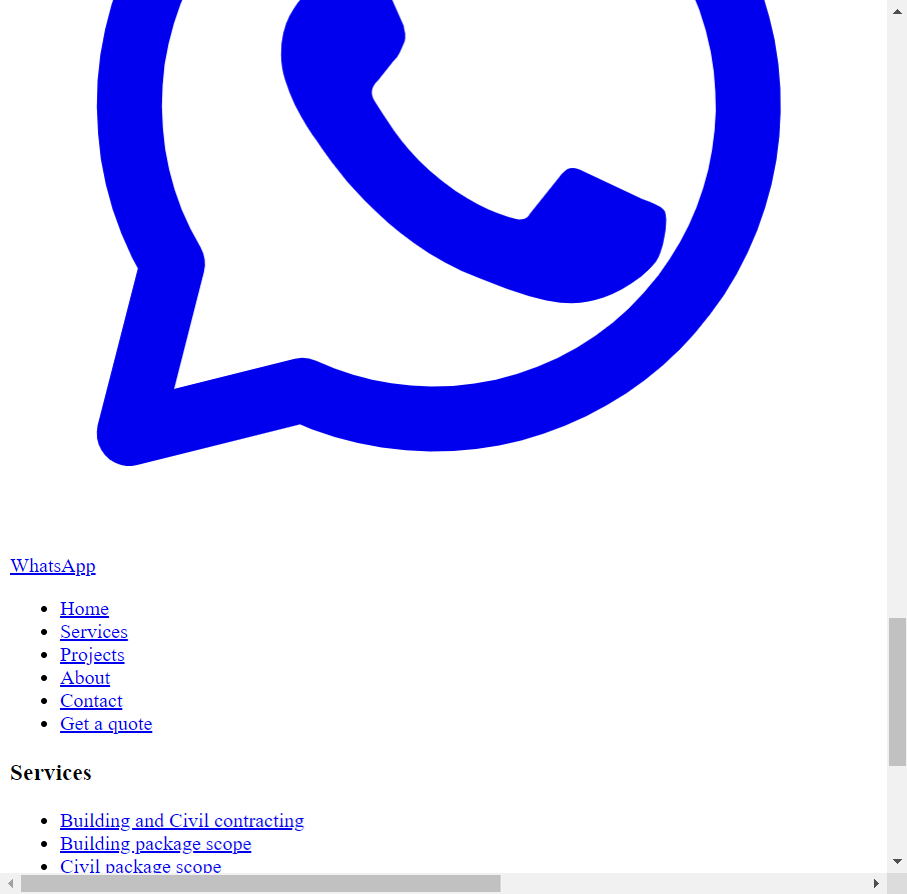 WhatsApp
Home
Services
Projects
About
Contact
Get a quote
Services
Building and Civil contracting
Building package scope
Civil package scope